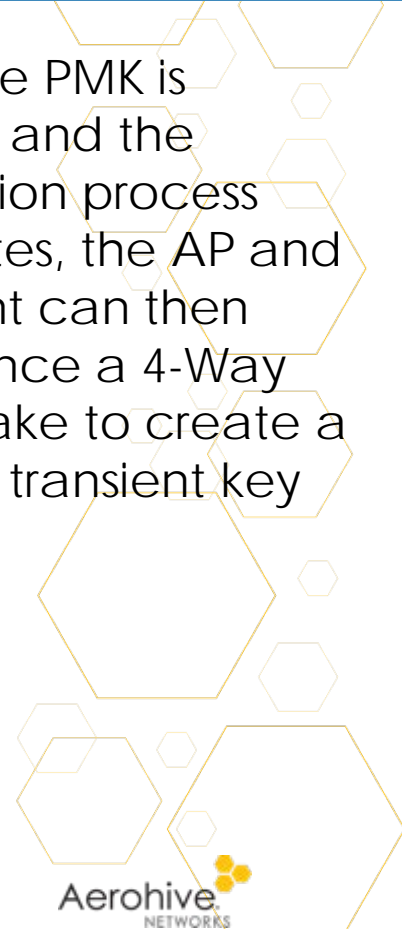 e PMK is
and the
ion process
tes, the AP and
nt can then
nce a 4-Way
ake to create a
transient key
Aerohive
NETWORKS